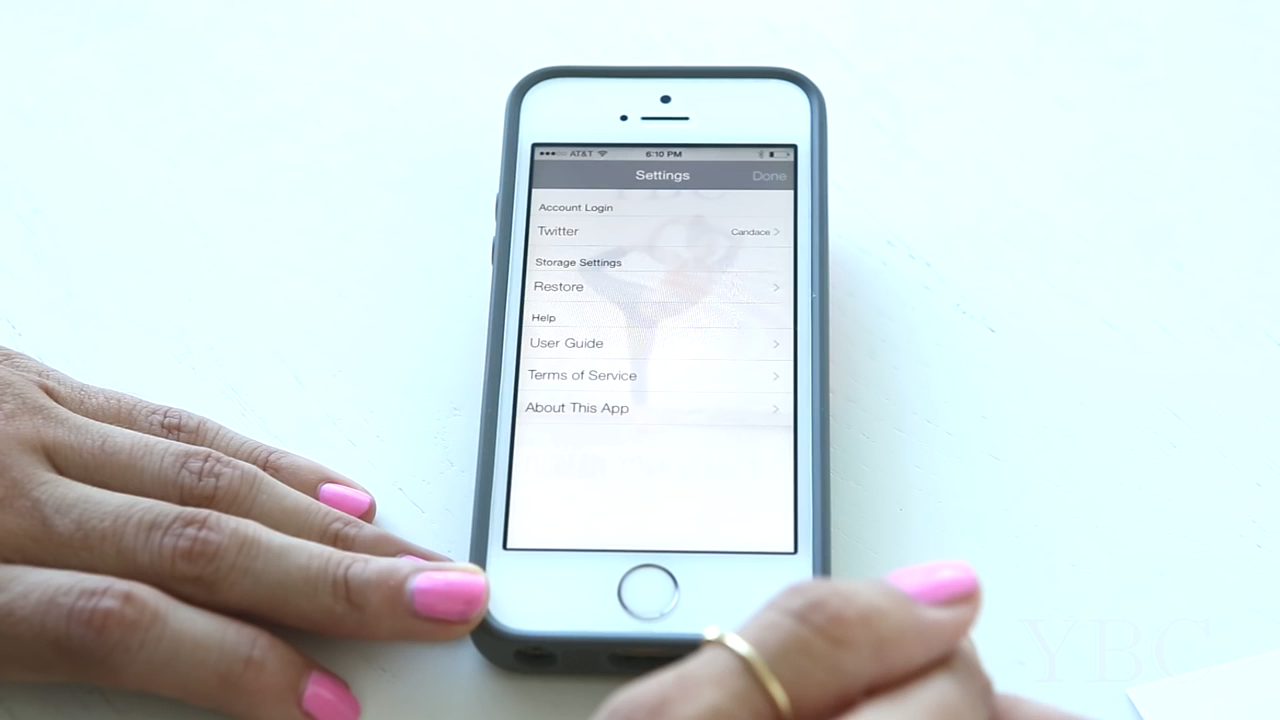 AT&T 6:10 PM
Settings Done
YBC
Account Login
Twitter Candace
Storage Settings
Restore
Help
User Guide
Terms of Service
About This App
YBC